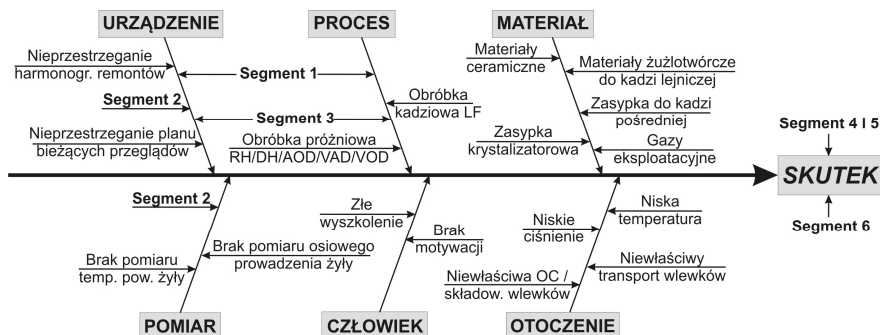 URZĄDZENIE
PROCES
MATERIAŁ
Nieprzestrzeganie
harmonogr. remontów
Segment 1
Segment 2
Segment 3
Nieprzestrzeganie planu
bieżących przeglądów
Obróbka
kadziowa LF
Obróbka próżniowa
RH/DH/AOD/VAD/VOD
Materiały
ceramiczne
Materiały żużlotwórcze
do kadzi lejniczej
Zasypka do kadzi
pośredniej
Zasypka
krystalizatorowa
Gazy
eksploatacyjne
Segment 4 I 5
SKUTEK
Segment 6
Segment 2
Brak pomiaru osiowego
prowadzenia żyły
Brak pomiaru
temp. pow. żyły
Złe
wyszkolenie
Brak
motywacji
Niska
temperatura
Niskie
ciśnienie
Niewłaściwy
transport wlewków
Niewłaściwa OC /
składow. wlewków
POMIAR
CZŁOWIEK
OTOCZENIE